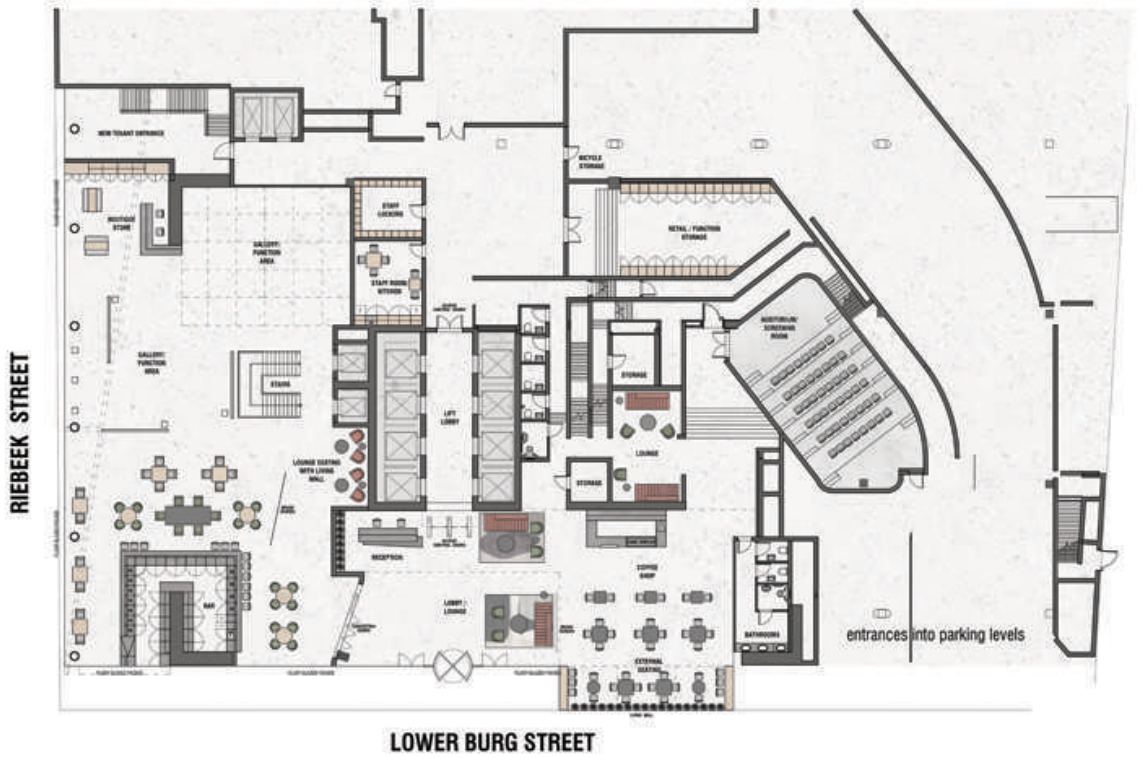 NEW TENANT ENTRANCE
BICYCLE
STORAGE
BOUTIQUE
STORE
STAFF
LOCKERS
RETAIL / FUNCTION
STORAGE
GALLERY/
FUNCTION
AREA
STAFF ROOM
KITCHEN
AUDITORIUM/
SCREENING
ROOM
GALLERY/
FUNCTION
AREA
STAIRS
STORAGE
LIFT
LOBBY
LOUNGE
LOUNGE SEATING
WITH LIVING
WALL
STORAGE
RIEBEEK STREET
RECEPTION
COFFEE
SHOP
BAR
LOBBY /
LOUNGE
BATHROOMS
entrances into parking levels
EXTERNAL
SEATING
LOWER BURG STREET